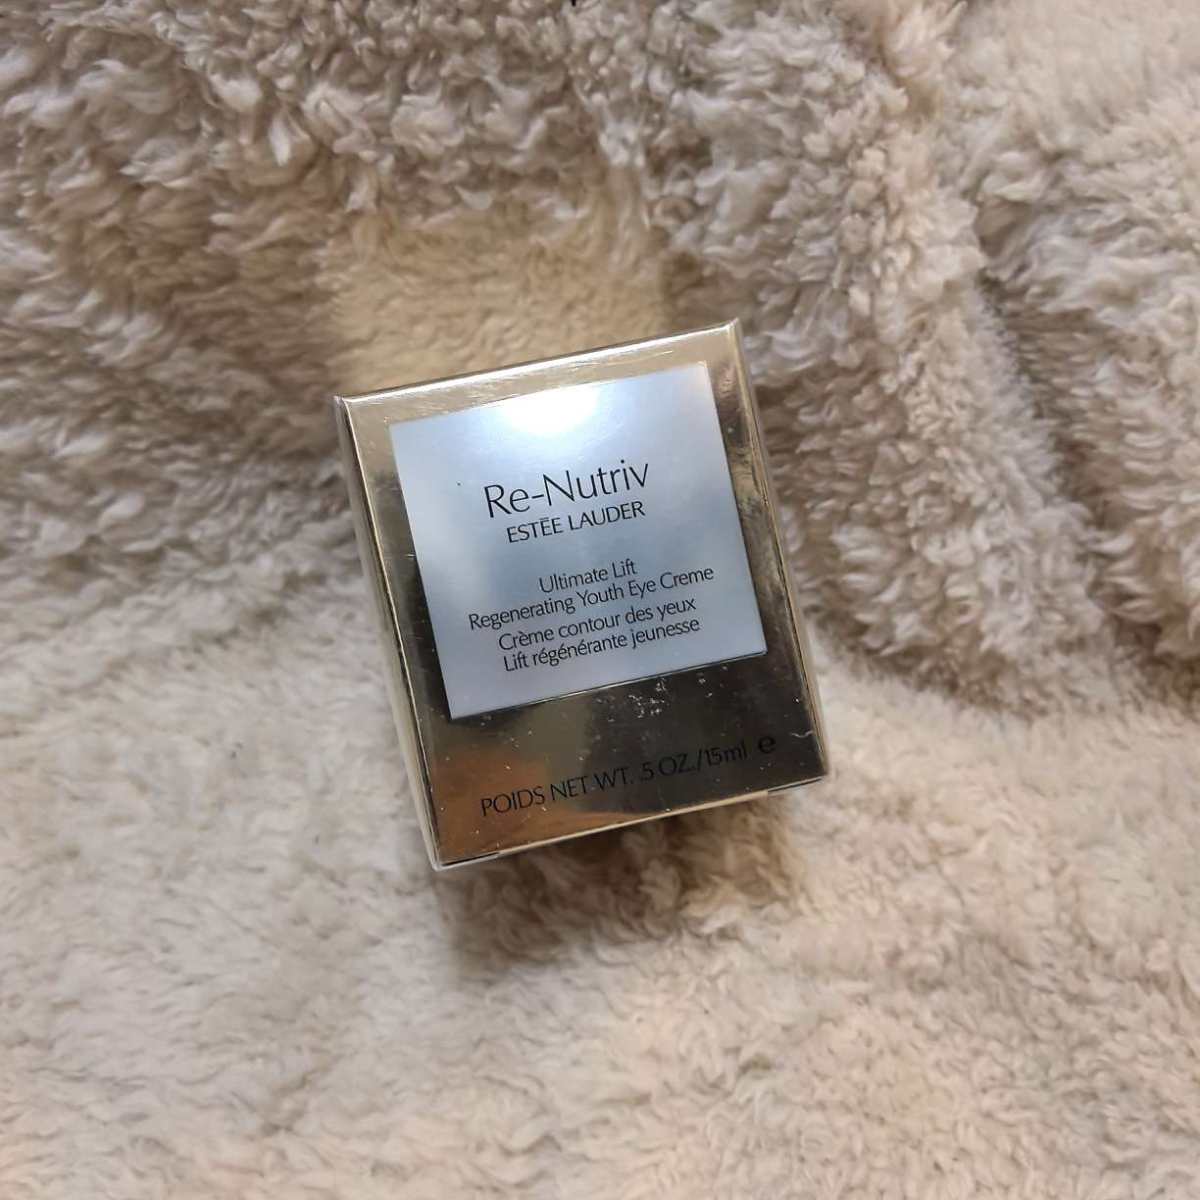 Re-Nutriv
ESTĒE LAUDER
Ultimate Lift
Regenerating Youth Eye Creme
Crème contour des yeux
Lift régénérante jeunesse
POIDS NET WT. .5 OZ./15ml ℮